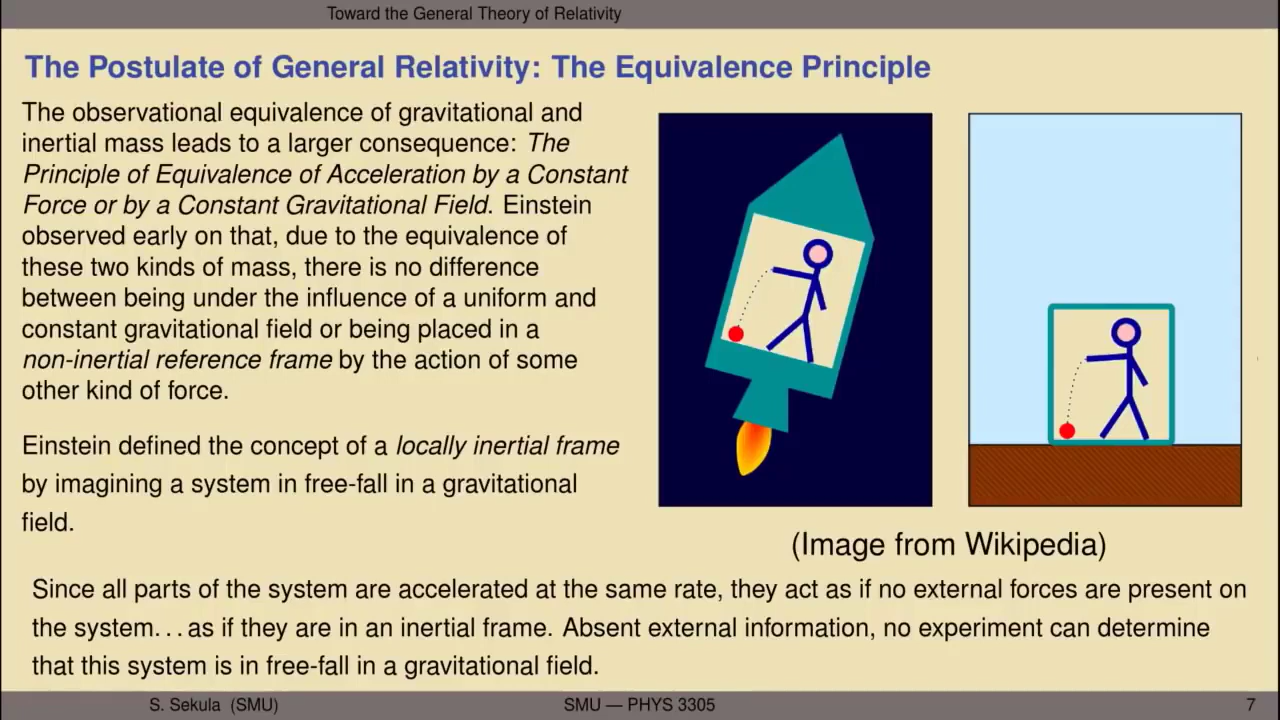 Toward the General Theory of Relativity
The Postulate of General Relativity: The Equivalence Principle
The observational equivalence of gravitational and
inertial mass leads to a larger consequence: The
Principle of Equivalence of Acceleration by a Constant
Force or by a Constant Gravitational Field. Einstein
observed early on that, due to the equivalence of
these two kinds of mass, there is no difference
between being under the influence of a uniform and
constant gravitational field or being placed in a
non-inertial reference frame by the action of some
other kind of force.
Einstein defined the concept of a locally inertial frame
by imagining a system in free-fall in a gravitational
field.
(Image from Wikipedia)
Since all parts of the system are accelerated at the same rate, they act as if no external forces are present on
the system. . . as if they are in an inertial frame. Absent external information, no experiment can determine
that this system is in free-fall in a gravitational field.
S. Sekula (SMU)
SMU — PHYS 3305
7